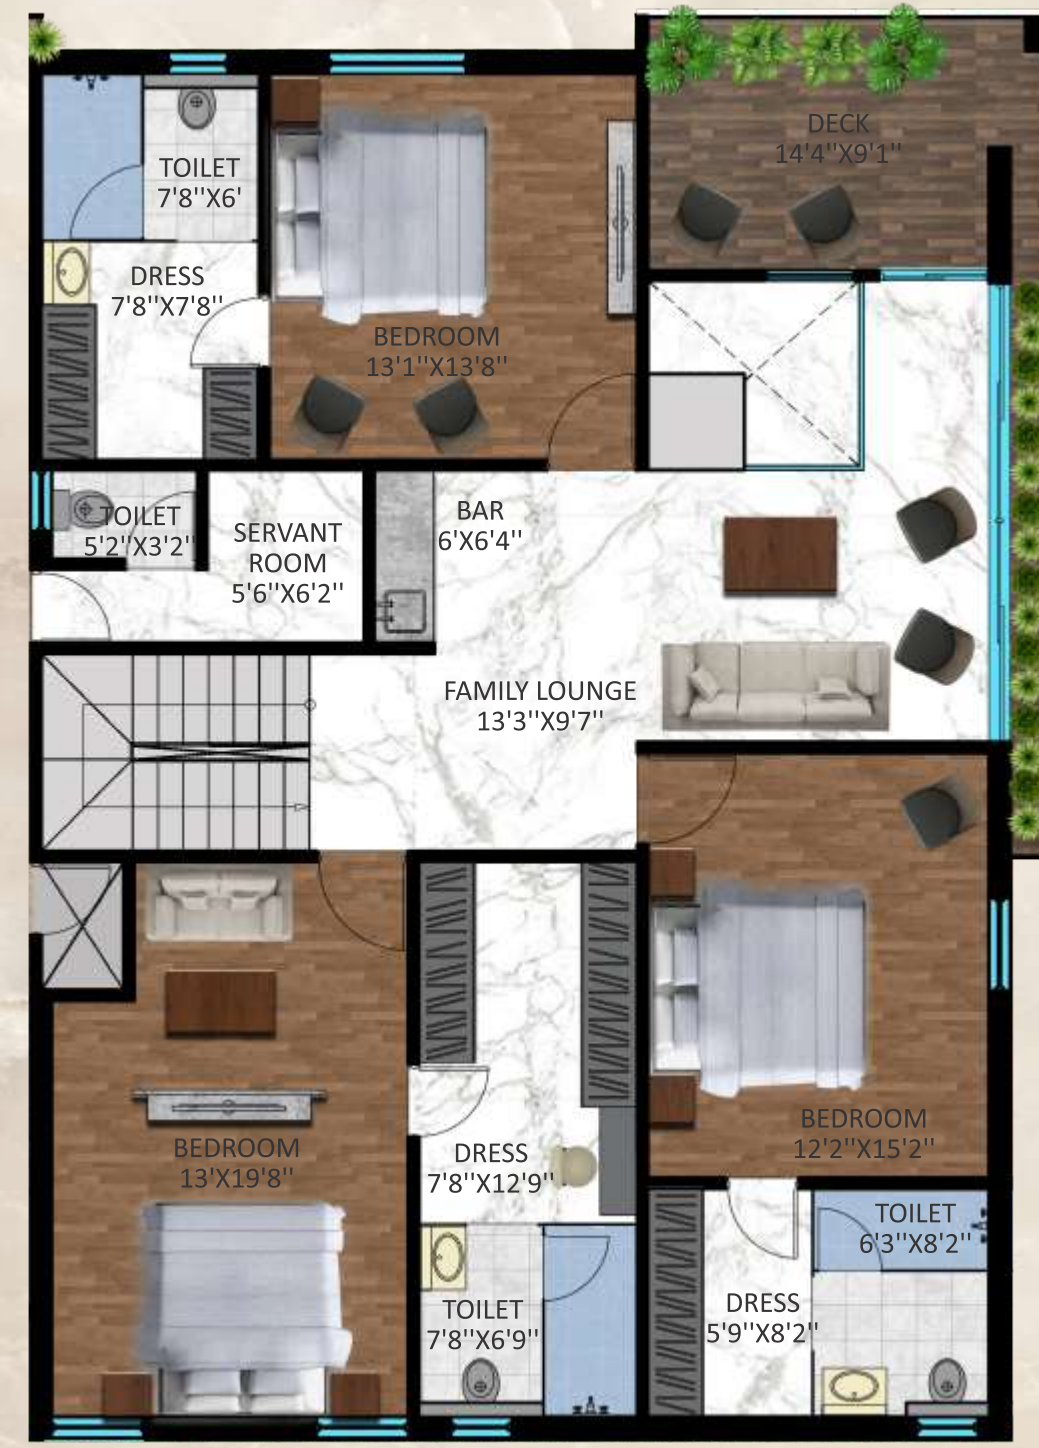 DECK
14'4''X9'1''
TOILET
7'8''X6'
DRESS
7'8''X7'8''
BEDROOM
13'1''X13'8''
BAR
6'X6'4''
TOILET
5'2''X3'2''
SERVANT
ROOM
5'6''X6'2''
FAMILY LOUNGE
13'3''X9'7''
BEDROOM
12'2''X15'2''
BEDROOM
13'X19'8''
DRESS
7'8''X12'9''
TOILET
6'3''X8'2''
TOILET
7'8''X6'9''
DRESS
5'9''X8'2''